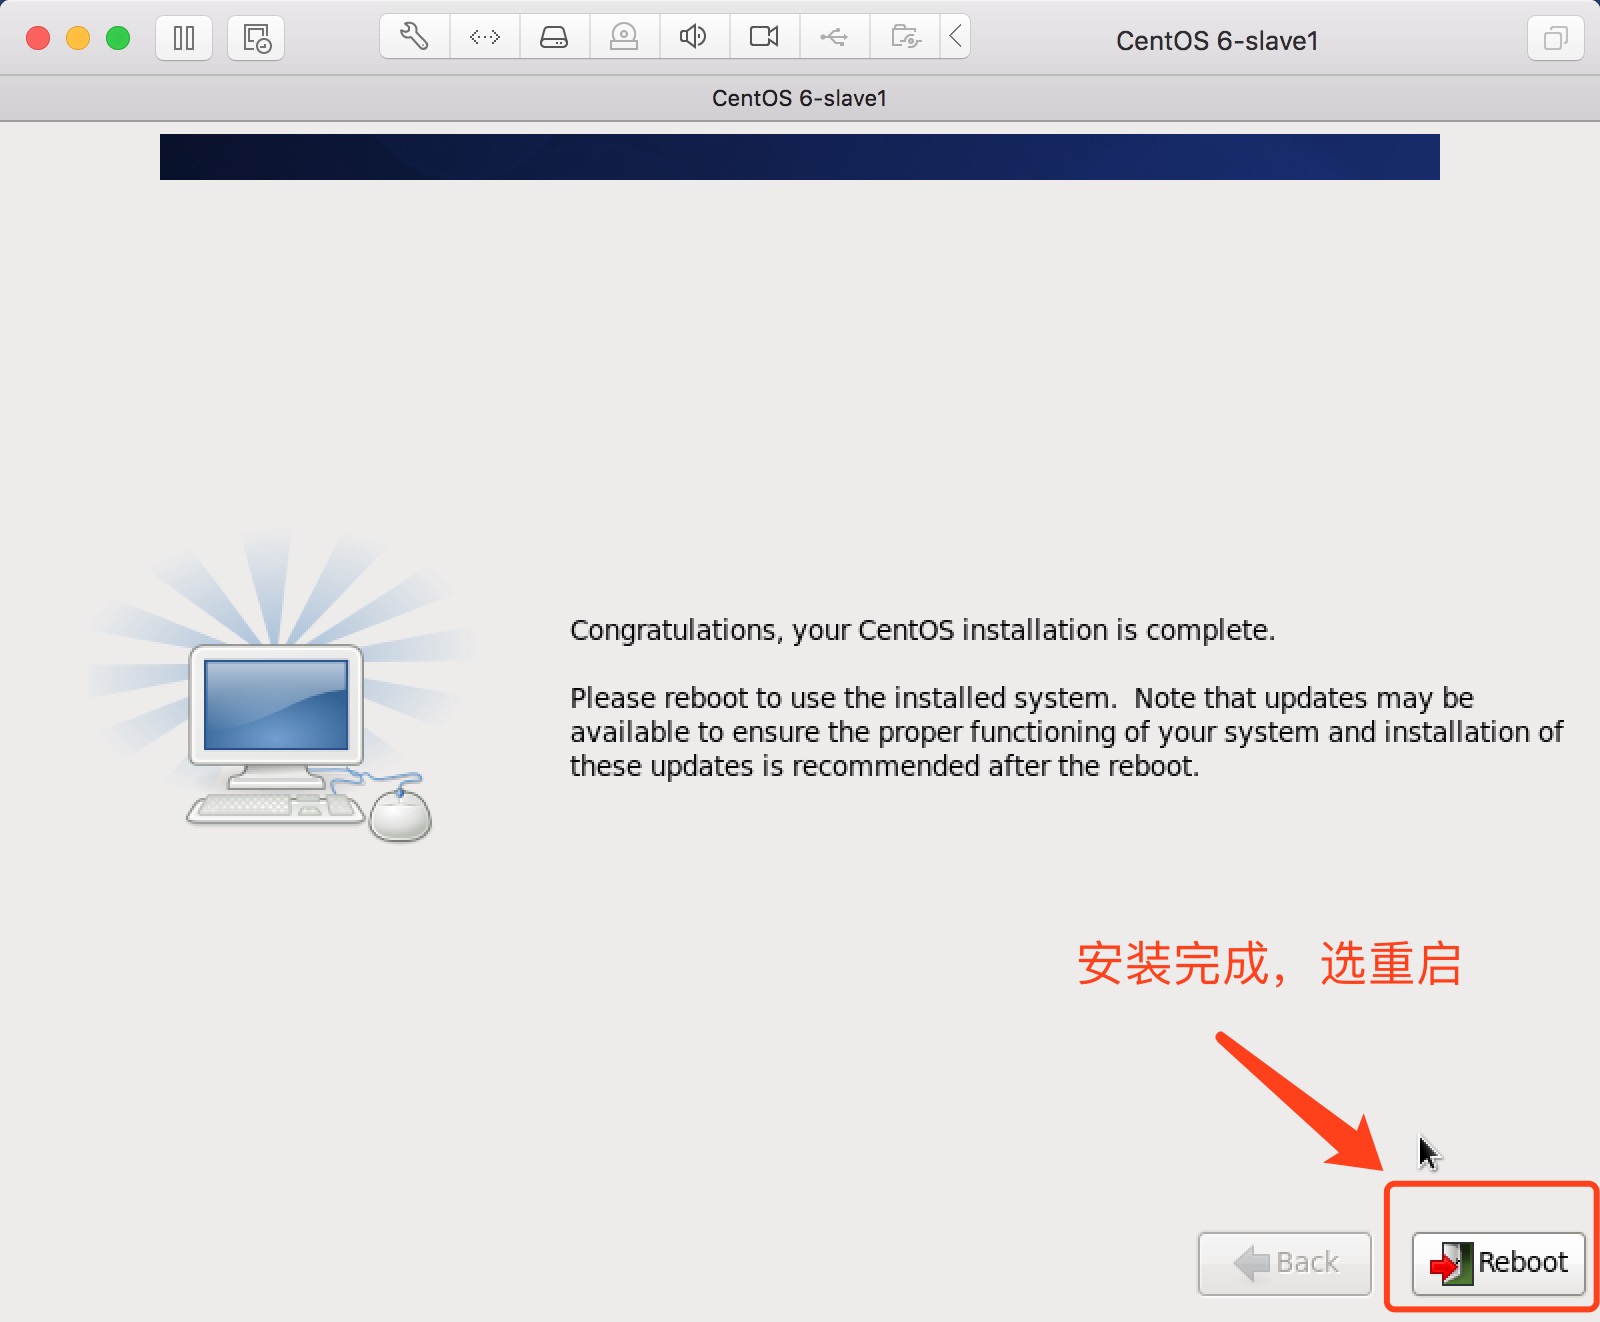 CentOS 6-slave1
CentOS 6-slave1
Congratulations, your CentOS installation is complete.
Please reboot to use the installed system.  Note that updates may be
available to ensure the proper functioning of your system and installation of
these updates is recommended after the reboot.
安装完成，选重启
Back
Reboot